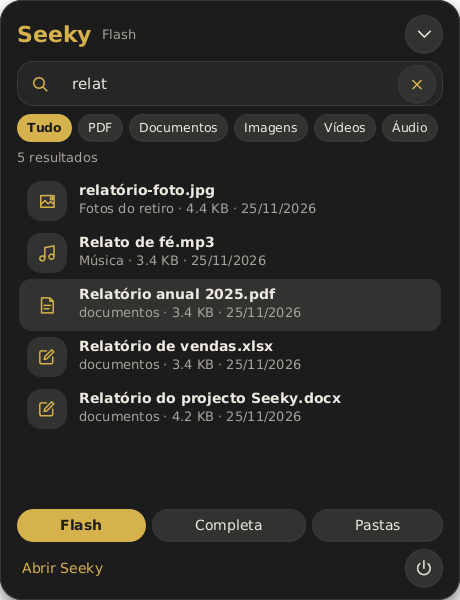 Seeky Flash
relat
Tudo PDF Documentos Imagens Vídeos Áudio
5 resultados
relatório-foto.jpg
Fotos do retiro · 4.4 KB · 25/11/2026
Relato de fé.mp3
Música · 3.4 KB · 25/11/2026
Relatório anual 2025.pdf
documentos · 3.4 KB · 25/11/2026
Relatório de vendas.xlsx
documentos · 3.4 KB · 25/11/2026
Relatório do projecto Seeky.docx
documentos · 4.2 KB · 25/11/2026
Flash Completa Pastas
Abrir Seeky